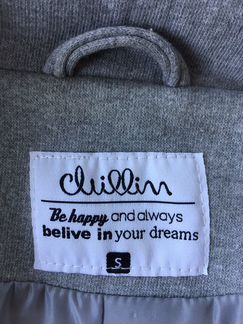 chillin
Be happy and always
belive in your dreams
S